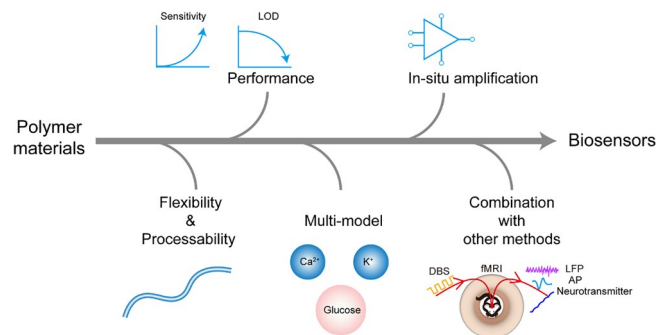 Sensitivity
LOD
Performance
In-situ amplification
Polymer
materials
Biosensors
Flexibility
&
Processability
Multi-model
Ca²⁺
K⁺
Glucose
Combination
with
other methods
DBS
fMRI
LFP
AP
Neurotransmitter